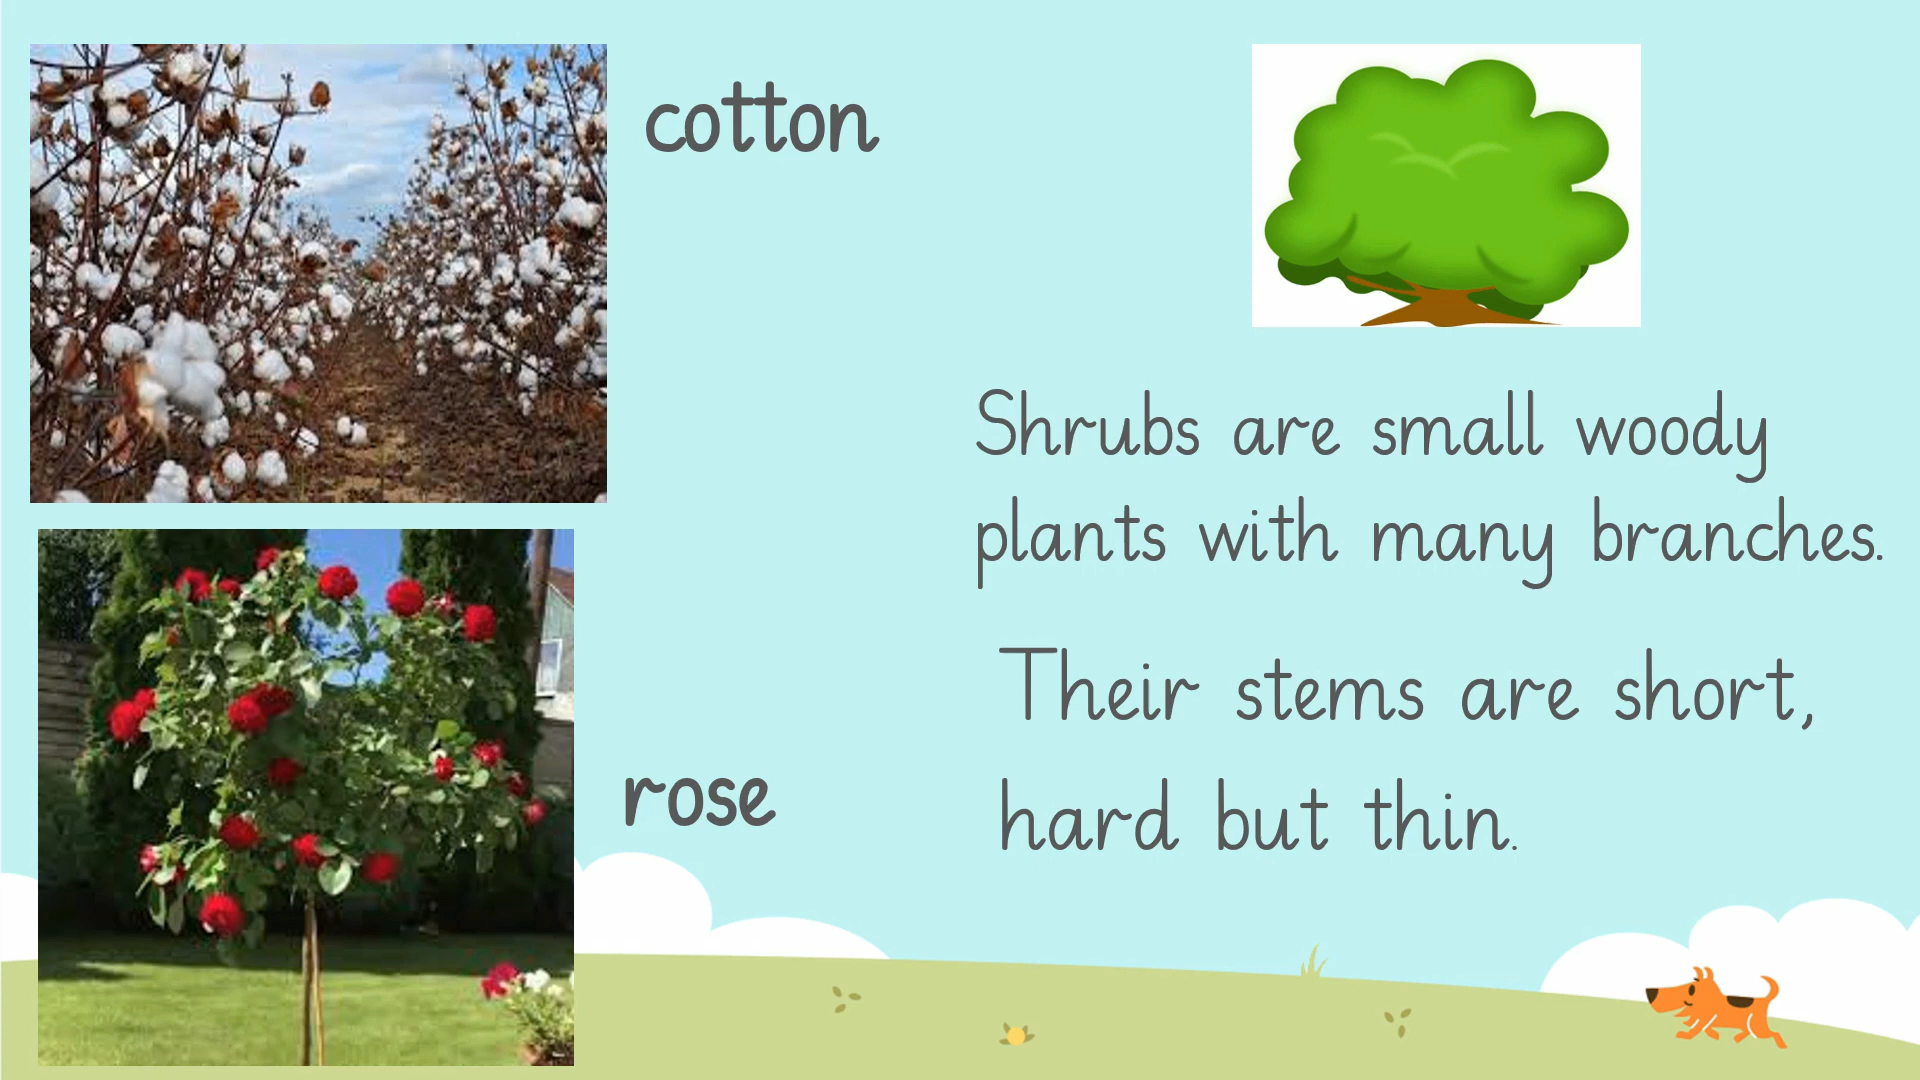 cotton
Shrubs are small woody
plants with many branches.
Their stems are short,
hard but thin.
rose